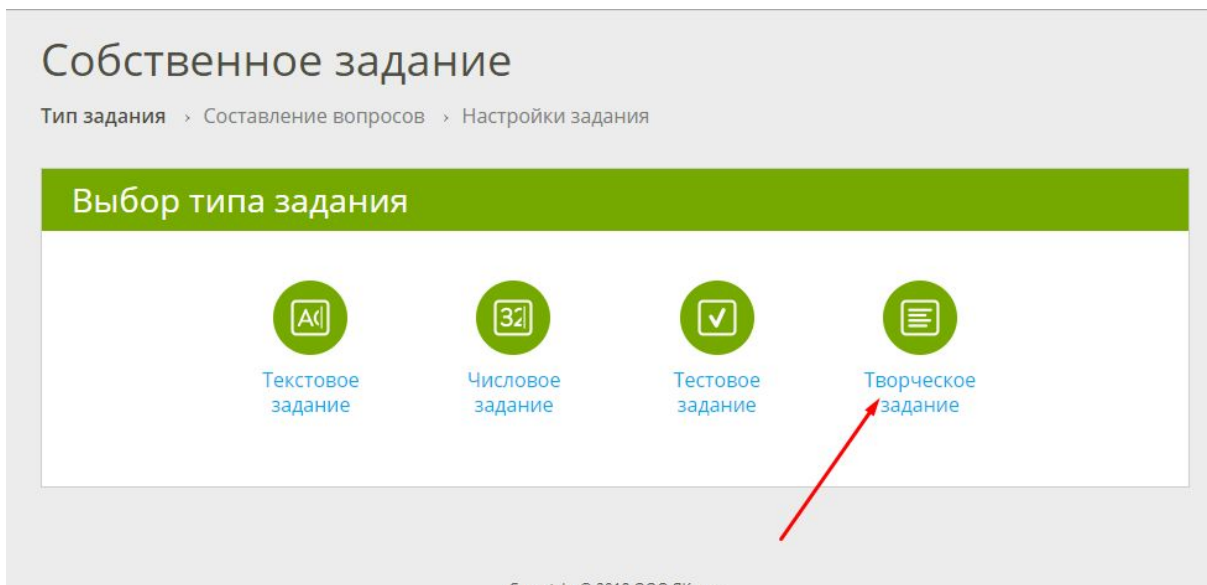 Собственное задание
Тип задания › Составление вопросов › Настройки задания
Выбор типа задания
АС
32
Текстовое
задание
Числовое
задание
Тестовое
задание
Творческое
задание